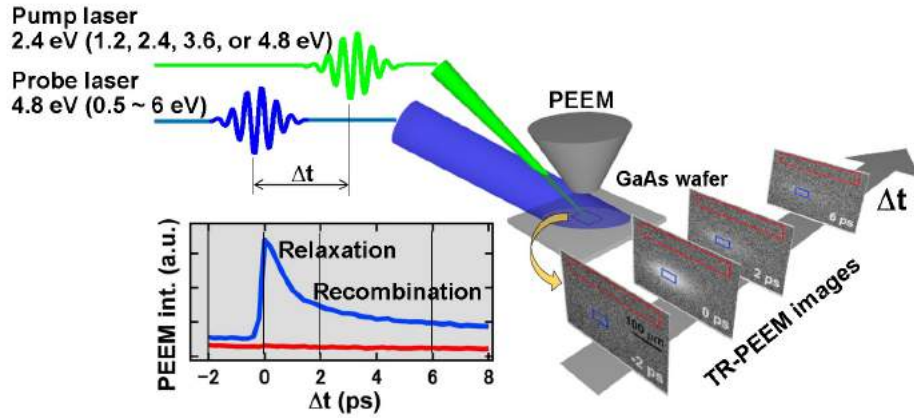 Pump laser
2.4 eV (1.2, 2.4, 3.6, or 4.8 eV)
Probe laser
4.8 eV (0.5 ~ 6 eV)
Δt
PEEM
GaAs wafer
Δt
6 ps
2 ps
0 ps
100 μm
-2 ps
TR-PEEM images
PEEM int. (a.u.)
Relaxation
Recombination
−2 0 2 4 6 8
Δt (ps)